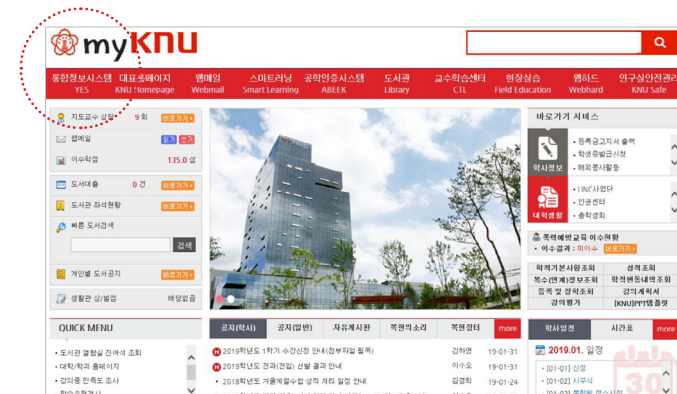 myKNU
통합정보시스템 대표홈페이지 웹메일 스마트러닝 공학인증시스템 도서관 교수학습센터 현장실습 웹하드 연구실안전관리
YES KNU Homepage Webmail Smart Learning ABEEK Library CTL Field Education Webhard KNU Safe
지도교수 상담 9 회 바로가기
웹메일 읽기 쓰기
이수학점 135.0 점
도서대출 0 건 바로가기
도서관 좌석현황 바로가기
빠른 도서검색
검색
개인별 도서공지 바로가기
생활관 상/벌점 해당없음
바로가기 서비스
학사정보
• 등록금고지서 출력
• 학생증발급신청
• 해외봉사활동
대학생활
• LINC사업단
• 인권센터
• 총학생회
폭력예방교육 이수현황
• 이수결과 : 미이수 바로가기
학적기본사항조회 성적조회
복수(연계)정보조회 학적변동내역조회
등록 및 장학조회 강의계획서
강의평가 [KNU]PPT템플릿
QUICK MENU
• 도서관 열람실 잔여석 조회
• 대학/학과 홈페이지
• 강의중 만족도 조사
공지(학사) 공지(일반) 자유게시판 복현의소리 복현장터 more
N 2019학년도 1학기 수강신청 안내(첨부파일 필독) 김하영 19-01-31
N 2019학년도 전과(전입) 선발 결과 안내 이수오 19-01-31
• 2018학년도 겨울계절수업 성적 처리 일정 안내 김경희 19-01-24
학사일정 시간표 more
2019.01. 일정
• [01-01] 신정
• [01-02] 시무식
30